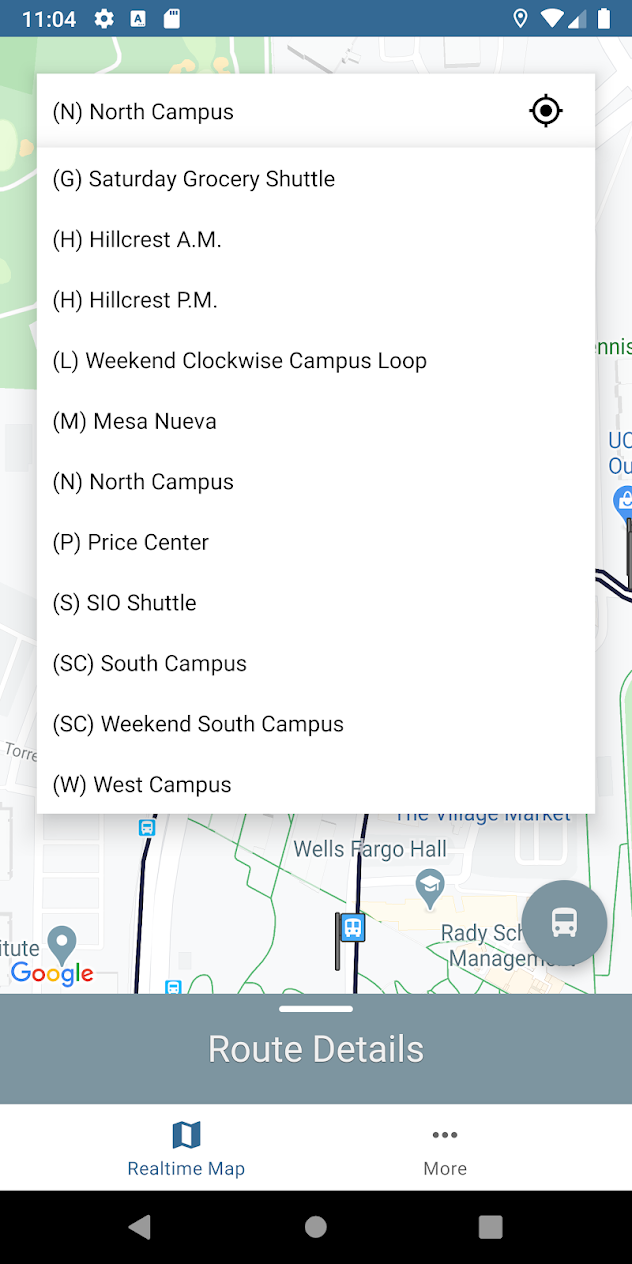 11:04
(N) North Campus
(G) Saturday Grocery Shuttle
(H) Hillcrest A.M.
(H) Hillcrest P.M.
(L) Weekend Clockwise Campus Loop
(M) Mesa Nueva
(N) North Campus
(P) Price Center
(S) SIO Shuttle
(SC) South Campus
(SC) Weekend South Campus
(W) West Campus
ennis
UC
Ou
Torre
The Village Market
Wells Fargo Hall
Rady Sch
Management
itute
Google
Route Details
Realtime Map
More